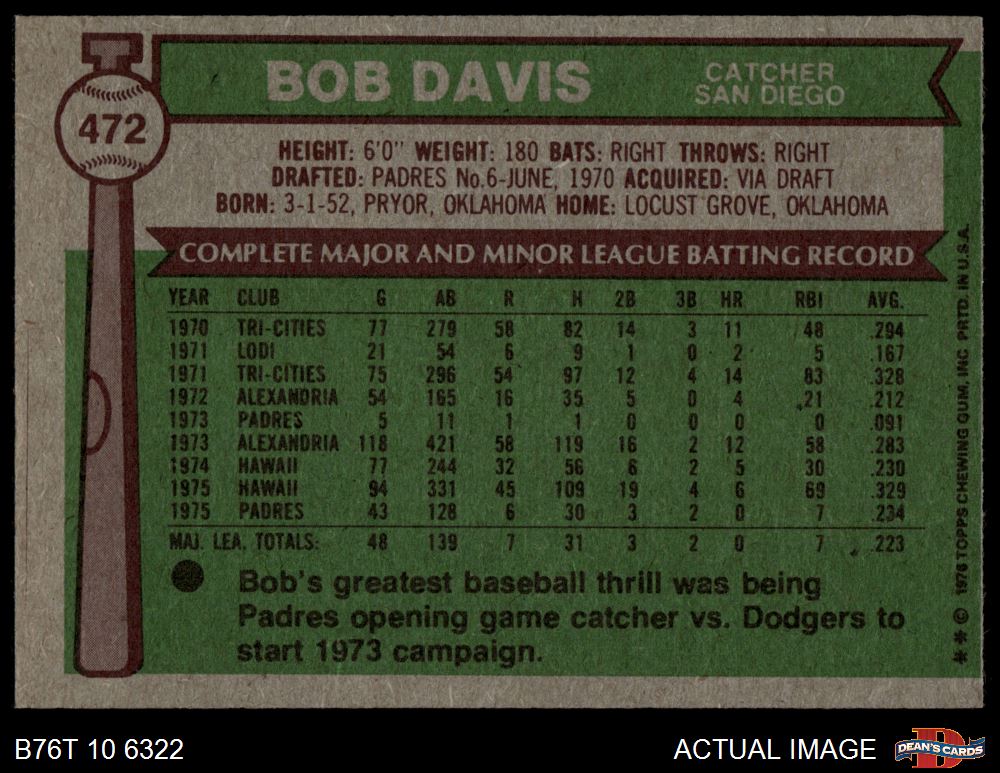 BOB DAVIS
CATCHER
SAN DIEGO
472
HEIGHT: 6'0" WEIGHT: 180 BATS: RIGHT THROWS: RIGHT
DRAFTED: PADRES No.6-JUNE, 1970 ACQUIRED: VIA DRAFT
BORN: 3-1-52, PRYOR, OKLAHOMA HOME: LOCUST GROVE, OKLAHOMA
COMPLETE MAJOR AND MINOR LEAGUE BATTING RECORD
YEAR CLUB G AB R H 2B 3B HR RBI AVG.
1970 TRI-CITIES 77 279 58 82 14 3 11 48 .294
1971 LODI 21 54 6 9 1 0 2 5 .167
1971 TRI-CITIES 75 296 54 97 12 4 14 83 .328
1972 ALEXANDRIA 54 165 16 35 5 0 4 21 .212
1973 PADRES 5 11 1 1 0 0 0 0 .091
1973 ALEXANDRIA 118 421 58 119 16 2 12 58 .283
1974 HAWAII 77 244 32 56 6 2 5 30 .230
1975 HAWAII 94 331 45 109 19 4 6 69 .329
1975 PADRES 43 128 6 30 3 2 0 7 .234
MAJ. LEA. TOTALS: 48 139 7 31 3 2 0 7 .223
Bob's greatest baseball thrill was being
Padres opening game catcher vs. Dodgers to
start 1973 campaign.
** © 1976 TOPPS CHEWING GUM, INC PRTD. IN U.S.A.
B76T 10 6322
ACTUAL IMAGE
DEAN'S CARDS